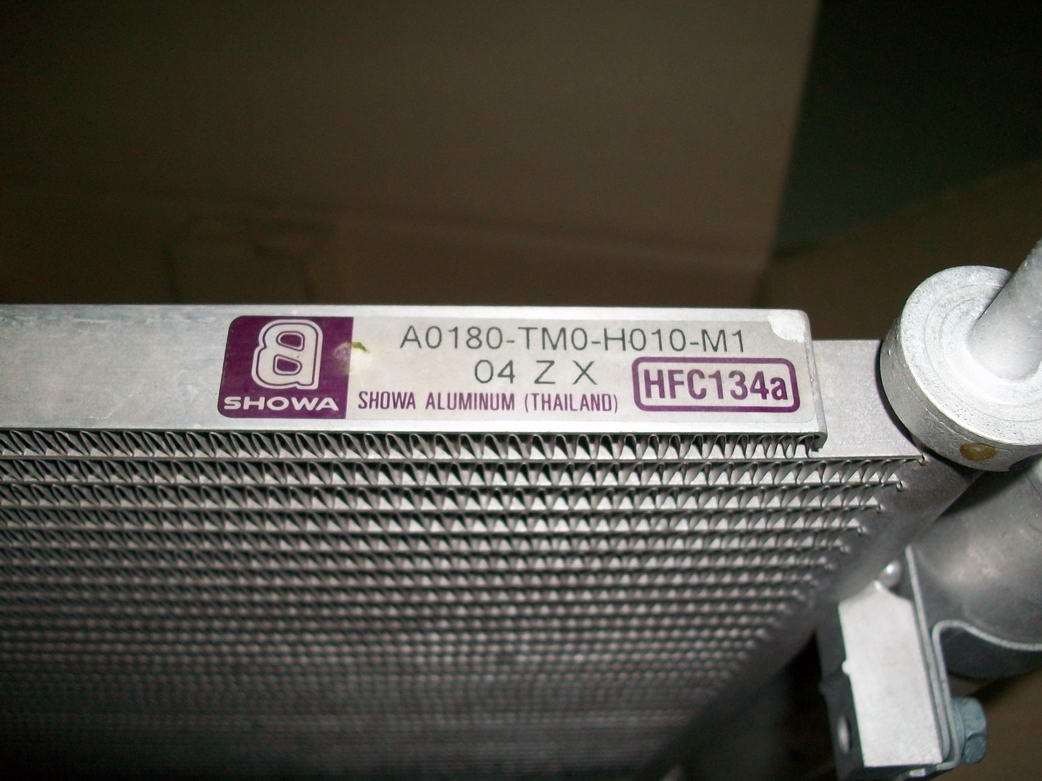 A0180-TM0-H010-M1
04 Z X
HFC134a
SHOWA
SHOWA ALUMINUM (THAILAND)